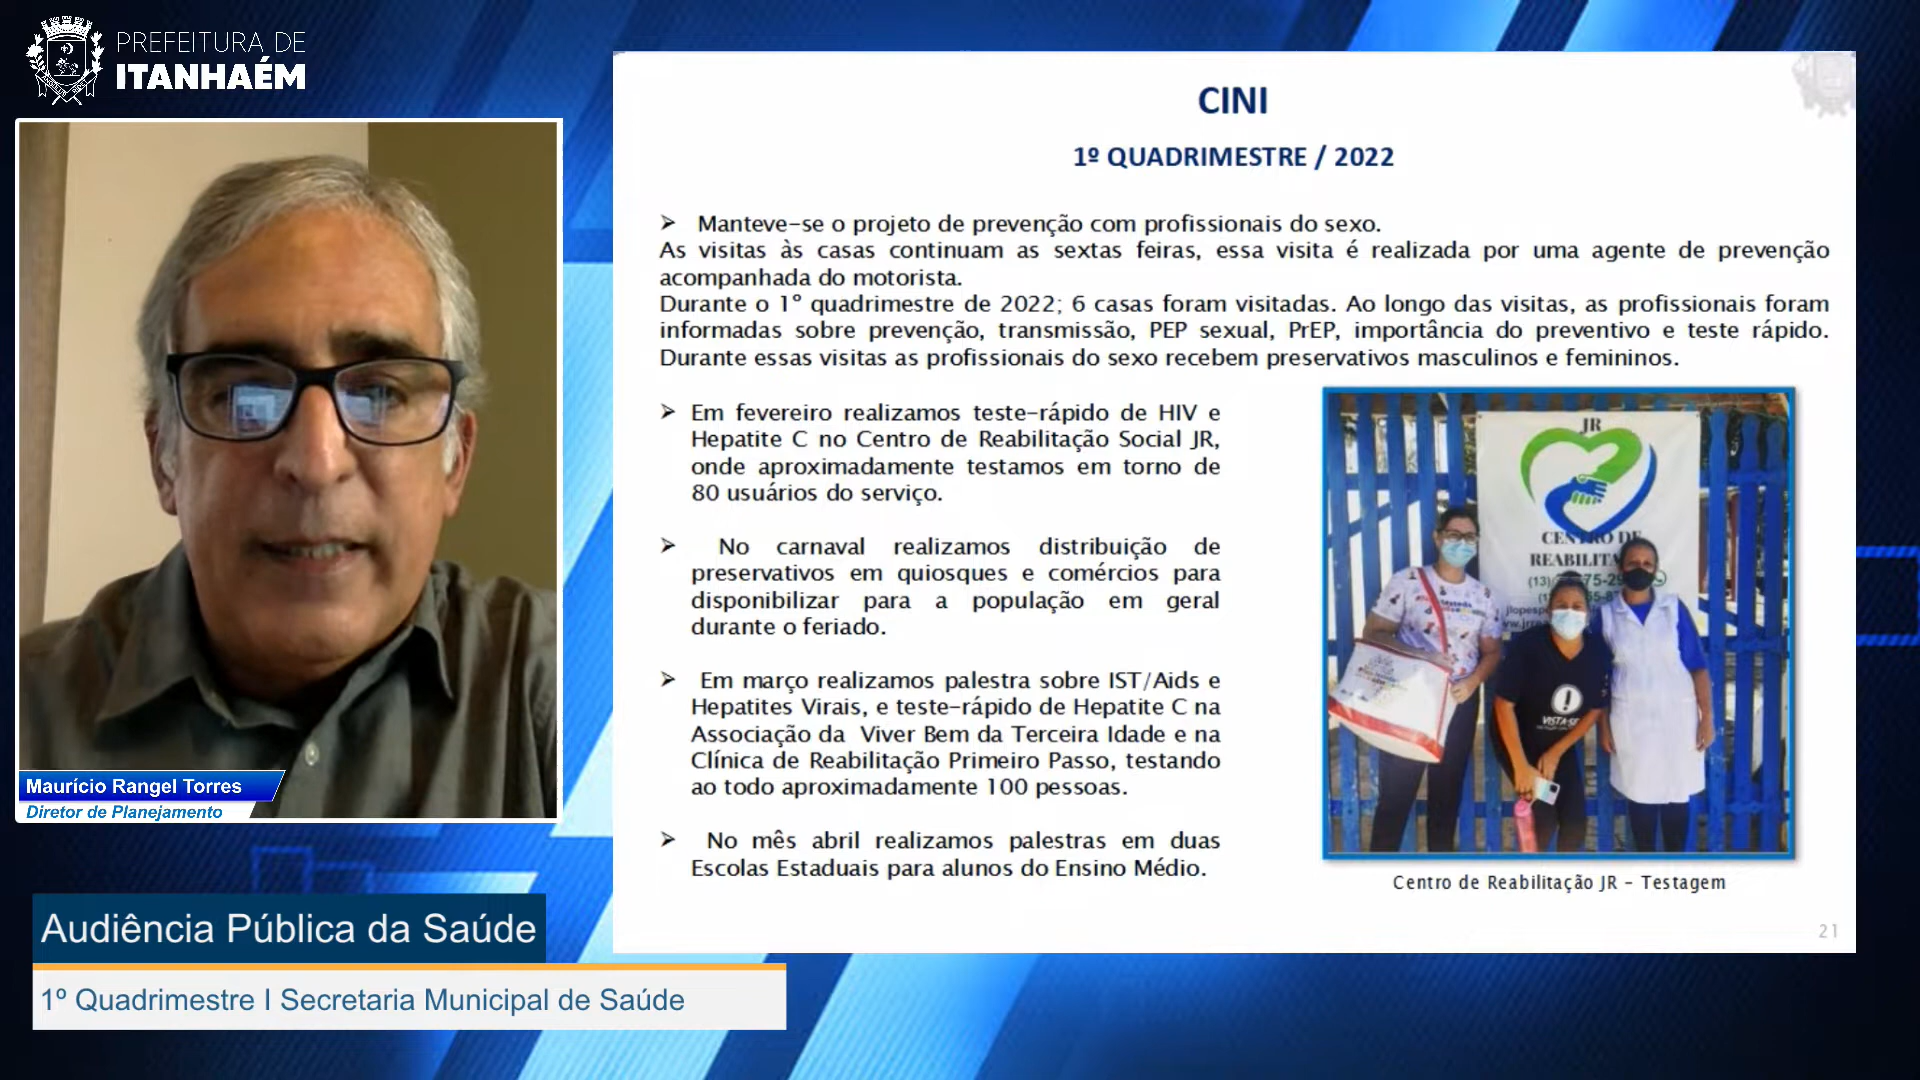 PREFEITURA DE
ITANHAÉM
CINI
1º QUADRIMESTRE / 2022
➢ Manteve-se o projeto de prevenção com profissionais do sexo.
As visitas às casas continuam as sextas feiras, essa visita é realizada por uma agente de prevenção
acompanhada do motorista.
Durante o 1º quadrimestre de 2022; 6 casas foram visitadas. Ao longo das visitas, as profissionais foram
informadas sobre prevenção, transmissão, PEP sexual, PrEP, importância do preventivo e teste rápido.
Durante essas visitas as profissionais do sexo recebem preservativos masculinos e femininos.
➢ Em fevereiro realizamos teste-rápido de HIV e
Hepatite C no Centro de Reabilitação Social JR,
onde aproximadamente testamos em torno de
80 usuários do serviço.
➢ No carnaval realizamos distribuição de
preservativos em quiosques e comércios para
disponibilizar para a população em geral
durante o feriado.
➢ Em março realizamos palestra sobre IST/Aids e
Hepatites Virais, e teste-rápido de Hepatite C na
Associação da Viver Bem da Terceira Idade e na
Clínica de Reabilitação Primeiro Passo, testando
ao todo aproximadamente 100 pessoas.
➢ No mês abril realizamos palestras em duas
Escolas Estaduais para alunos do Ensino Médio.
JR
CENTRO DE
(13)
VISTA-SE
Centro de Reabilitação JR - Testagem
21
Maurício Rangel Torres
Diretor de Planejamento
Audiência Pública da Saúde
1º Quadrimestre I Secretaria Municipal de Saúde